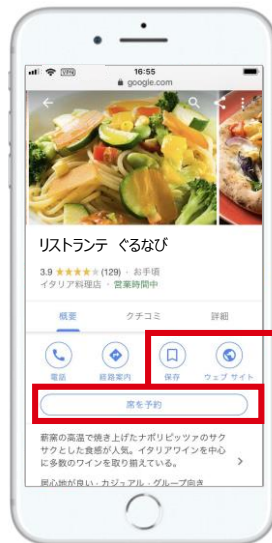 VPN 16:55
google.com
リストランテ ぐるなび
3.9 ★★★★★ (129) · お手頃
イタリア料理店 · 営業時間中
概要 クチコミ 詳細
電話 経路案内 保存 ウェブ サイト
席を予約
薪窯の高温で焼き上げたナポリピッツァのサク
サクとした食感が人気。イタリアワインを中心
に多数のワインを取り揃えている。
居心地が良い · カジュアル · グループ向き